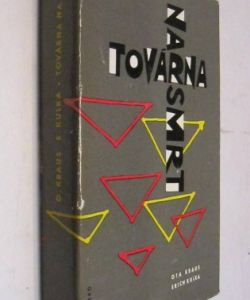 TOVÁRNA
NA SMRT
OTA KRAUS
ERICH KULKA
O. KRAUS E. KULKA • TOVÁRNA NA